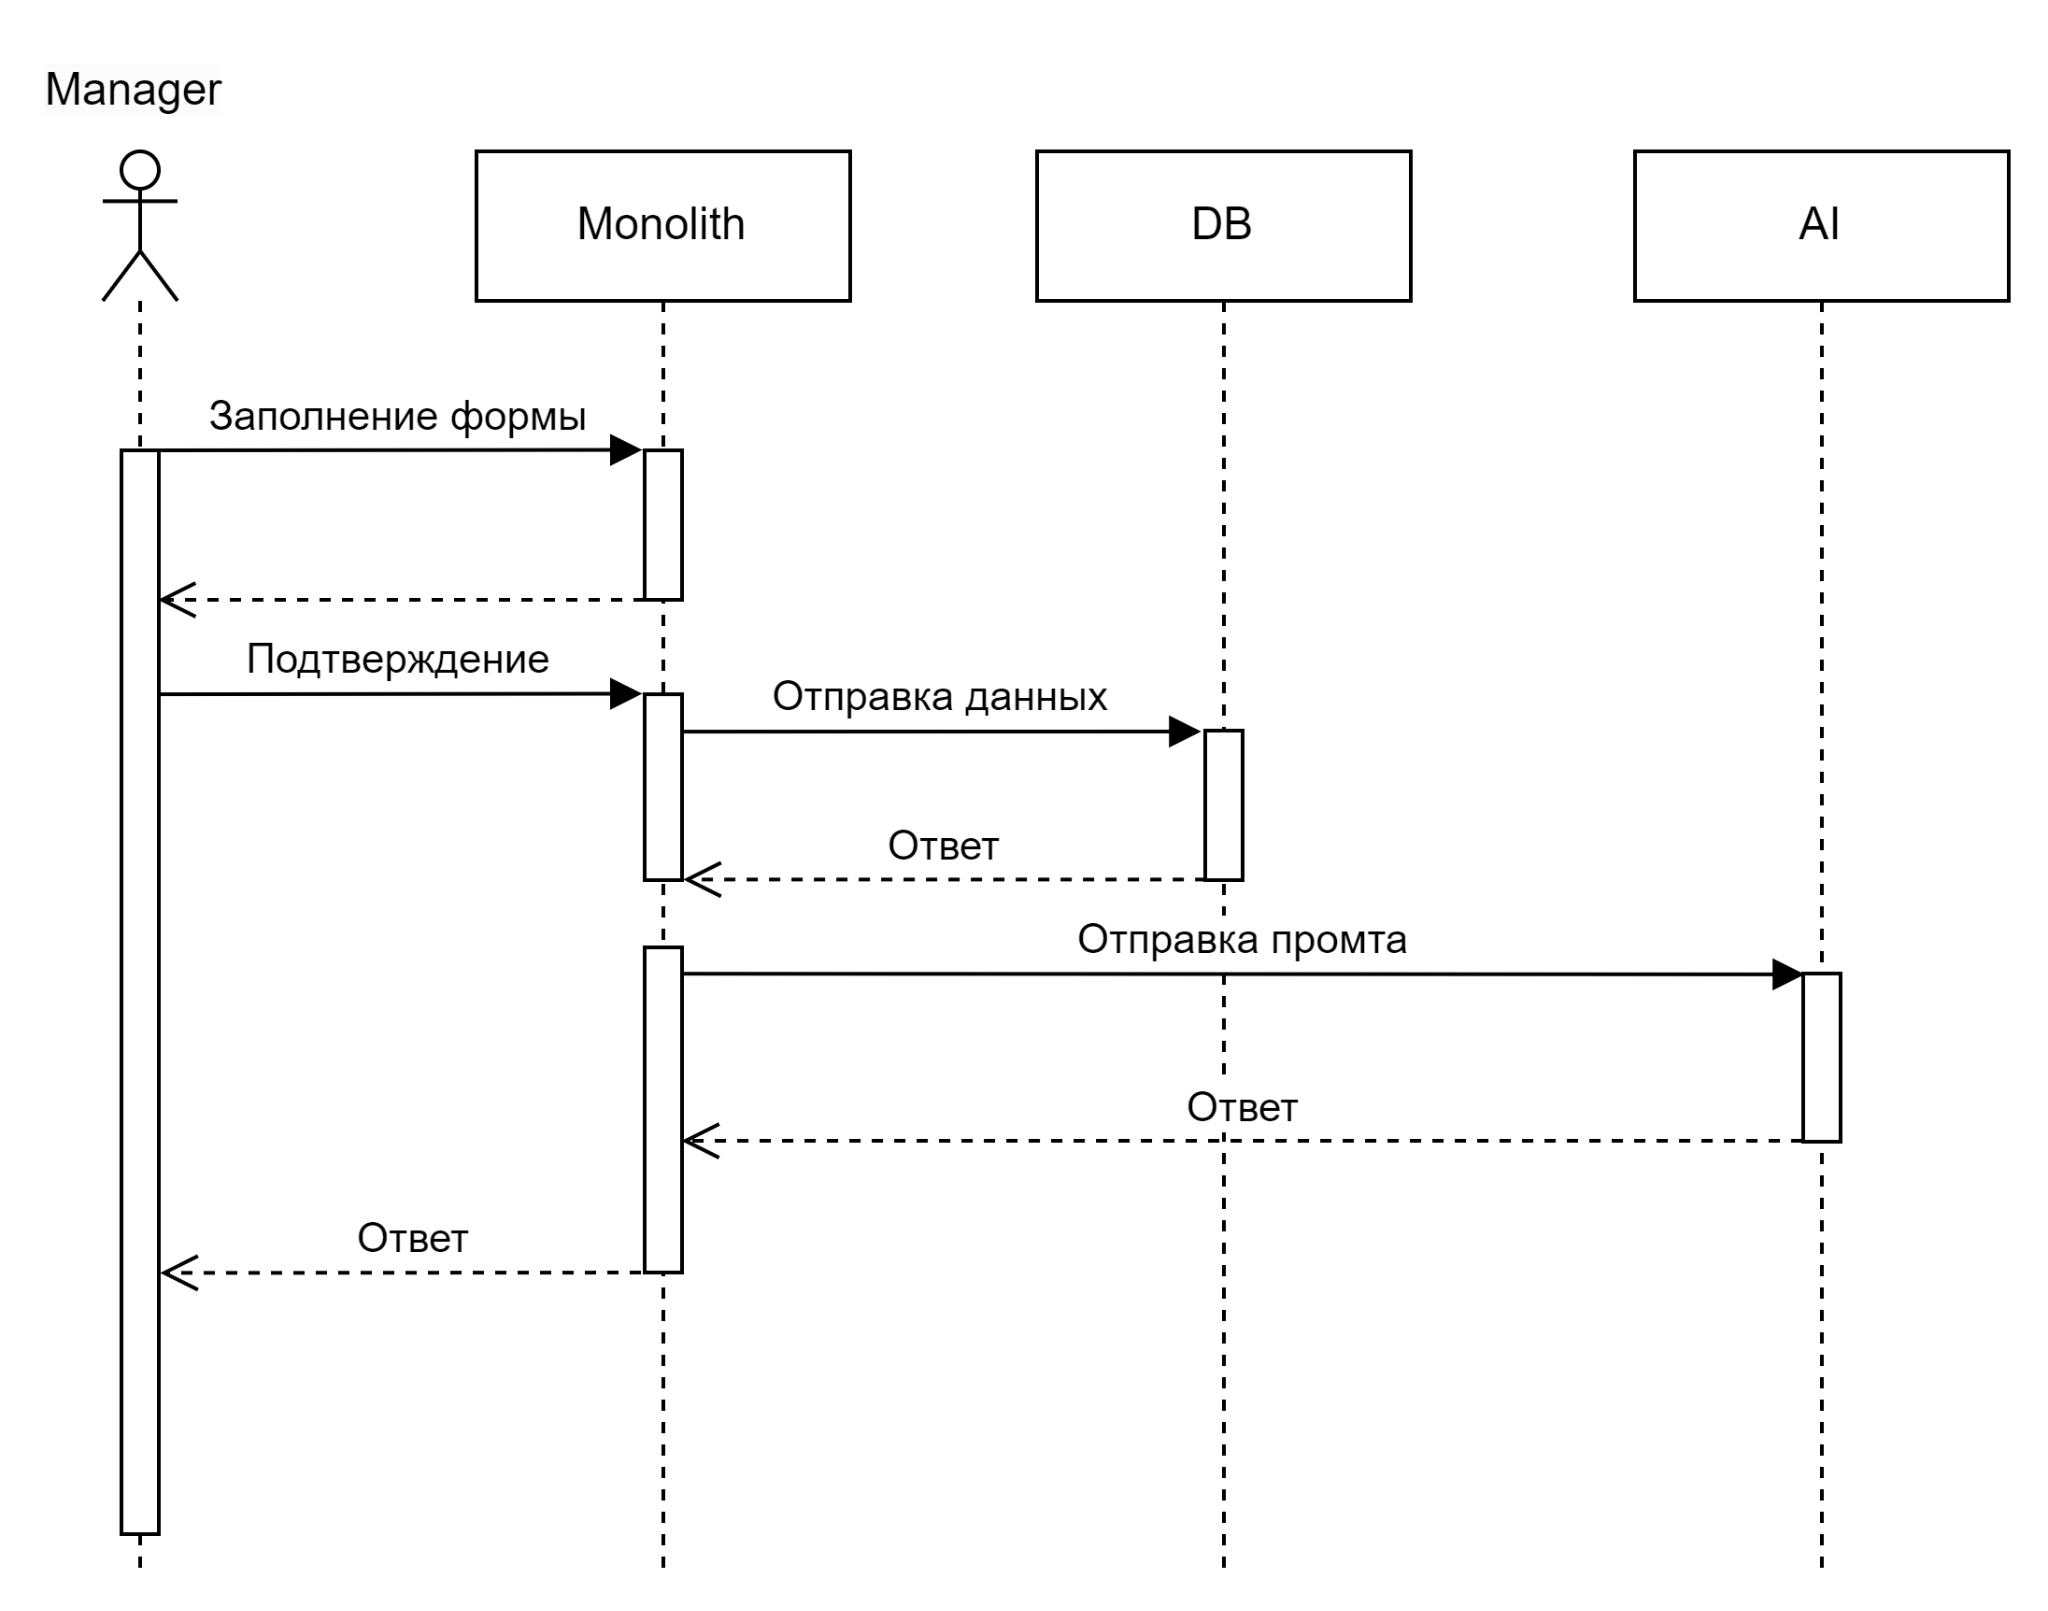 Manager
Monolith
DB
AI
Заполнение формы
Подтверждение
Отправка данных
Ответ
Отправка промта
Ответ
Ответ